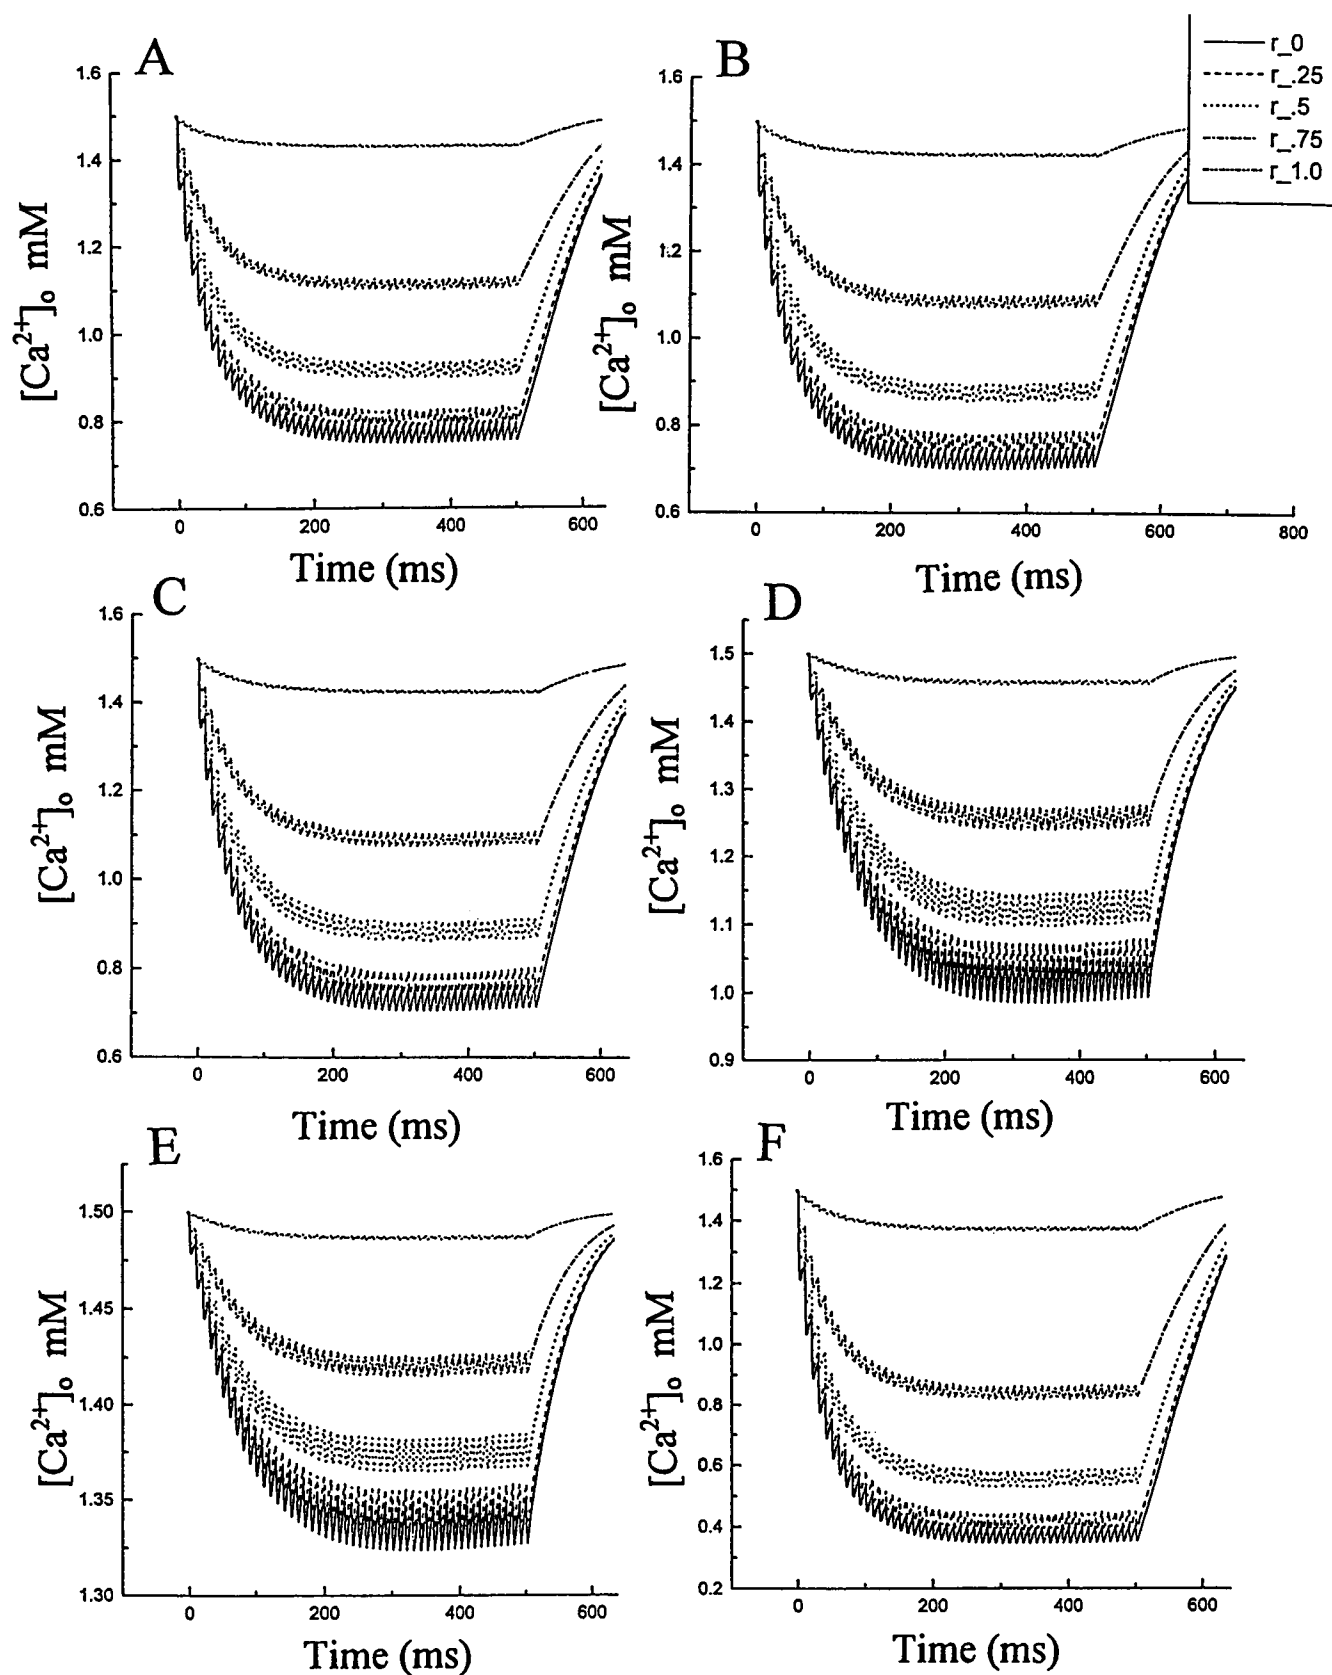 A
1.6
1.4
1.2
1.0
0.8
0.6
[Ca2+]o mM
0 200 400 600
Time (ms)
B
1.6
1.4
1.2
1.0
0.8
0.6
[Ca2+]o mM
0 200 400 600 800
Time (ms)
r_0
r_.25
r_.5
r_.75
r_1.0
C
1.6
1.4
1.2
1.0
0.8
0.6
[Ca2+]o mM
0 200 400 600
Time (ms)
D
1.5
1.4
1.3
1.2
1.1
1.0
0.9
[Ca2+]o mM
0 200 400 600
Time (ms)
E
1.50
1.45
1.40
1.35
1.30
[Ca2+]o mM
0 200 400 600
Time (ms)
F
1.6
1.4
1.2
1.0
0.8
0.6
0.4
0.2
[Ca2+]o mM
0 200 400 600
Time (ms)